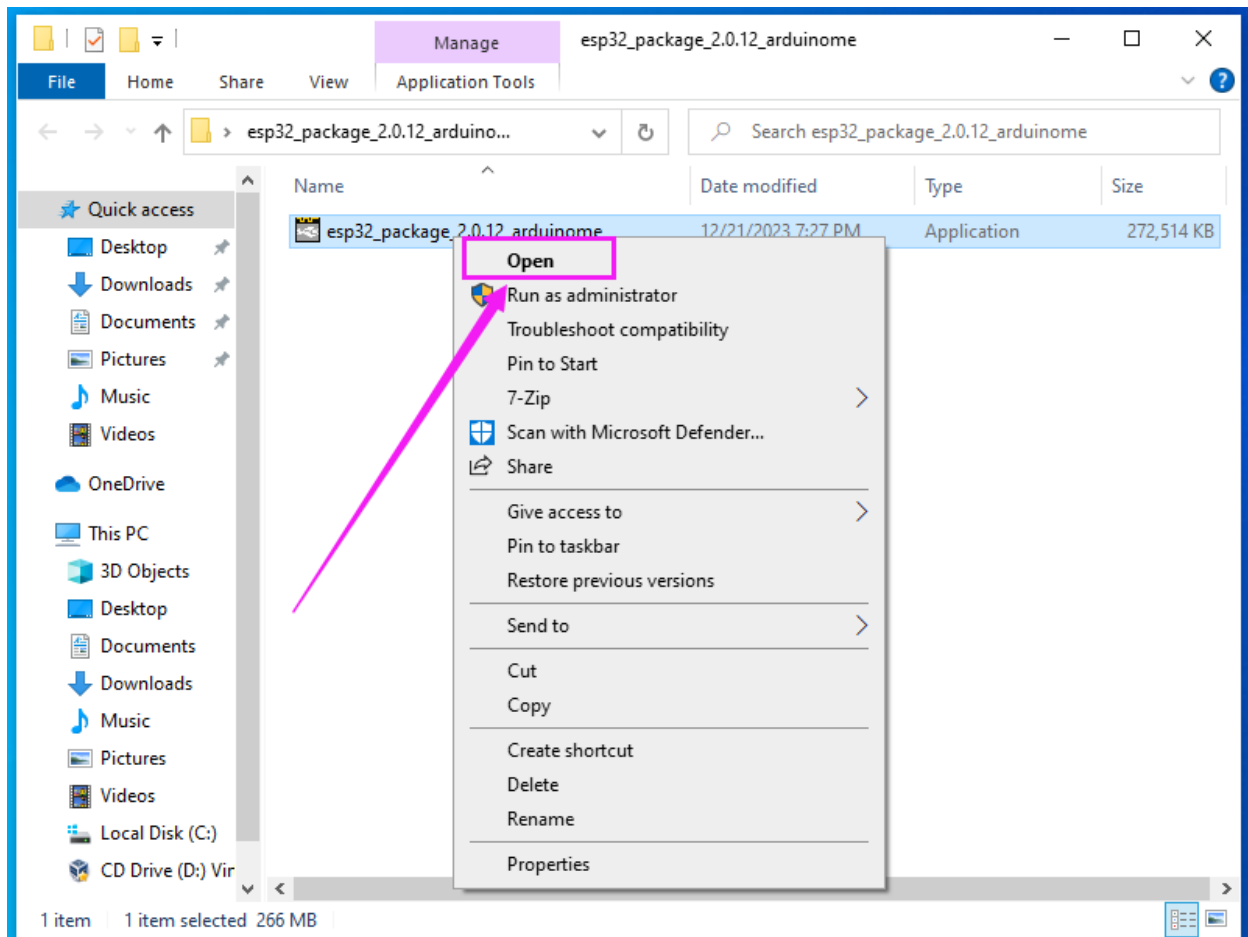 Manage
esp32_package_2.0.12_arduinome
File Home Share View Application Tools
esp32_package_2.0.12_arduino...
Search esp32_package_2.0.12_arduinome
Name Date modified Type Size
Quick access
esp32_package_2.0.12_arduinome 12/21/2023 7:27 PM Application 272,514 KB
Desktop
Downloads
Documents
Pictures
Music
Videos
OneDrive
This PC
3D Objects
Desktop
Documents
Downloads
Music
Pictures
Videos
Local Disk (C:)
CD Drive (D:) Vir
Open
Run as administrator
Troubleshoot compatibility
Pin to Start
7-Zip
Scan with Microsoft Defender...
Share
Give access to
Pin to taskbar
Restore previous versions
Send to
Cut
Copy
Create shortcut
Delete
Rename
Properties
1 item 1 item selected 266 MB